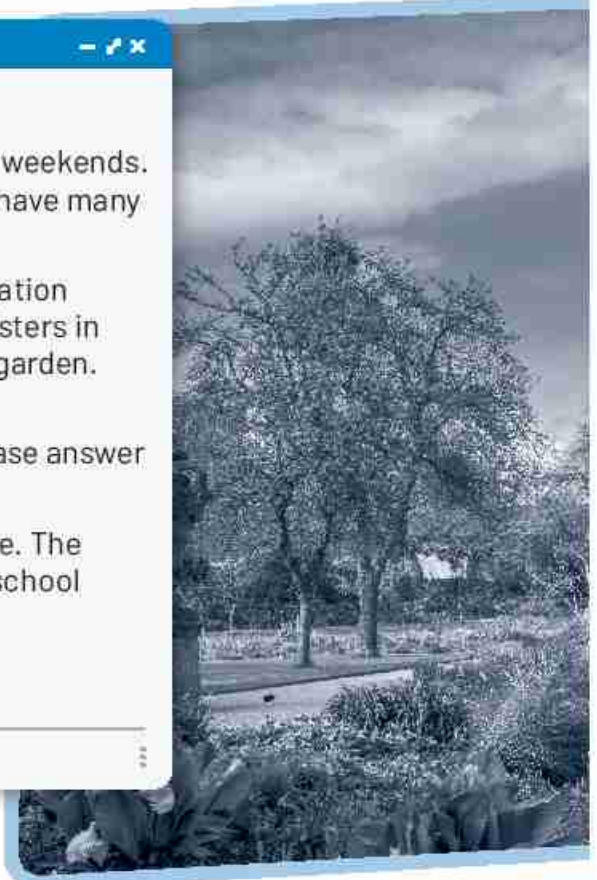 weekends.
have many
ation
sters in
garden.
ase answer
e. The
school